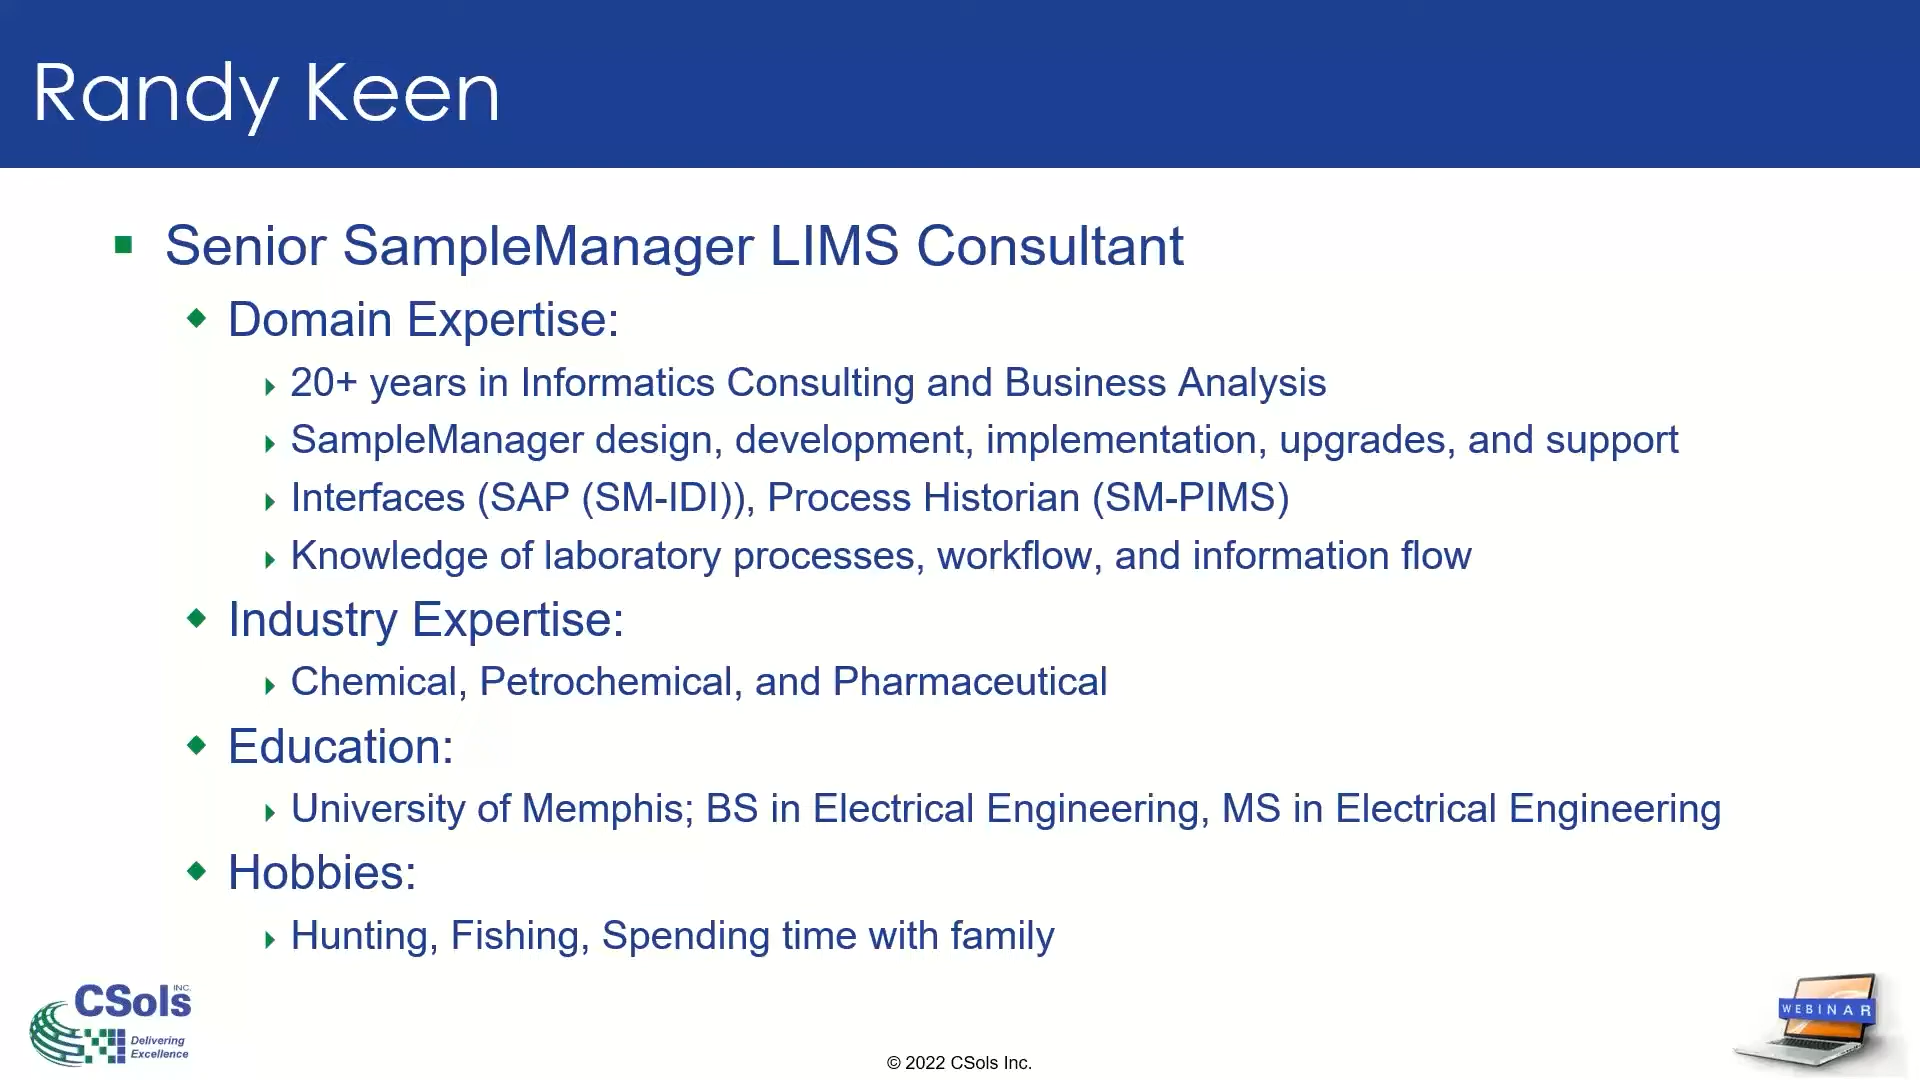 Randy Keen
Senior SampleManager LIMS Consultant
Domain Expertise:
20+ years in Informatics Consulting and Business Analysis
SampleManager design, development, implementation, upgrades, and support
Interfaces (SAP (SM-IDI)), Process Historian (SM-PIMS)
Knowledge of laboratory processes, workflow, and information flow
Industry Expertise:
Chemical, Petrochemical, and Pharmaceutical
Education:
University of Memphis; BS in Electrical Engineering, MS in Electrical Engineering
Hobbies:
Hunting, Fishing, Spending time with family
CSols INC.
Delivering
Excellence
© 2022 CSols Inc.
WEBINAR